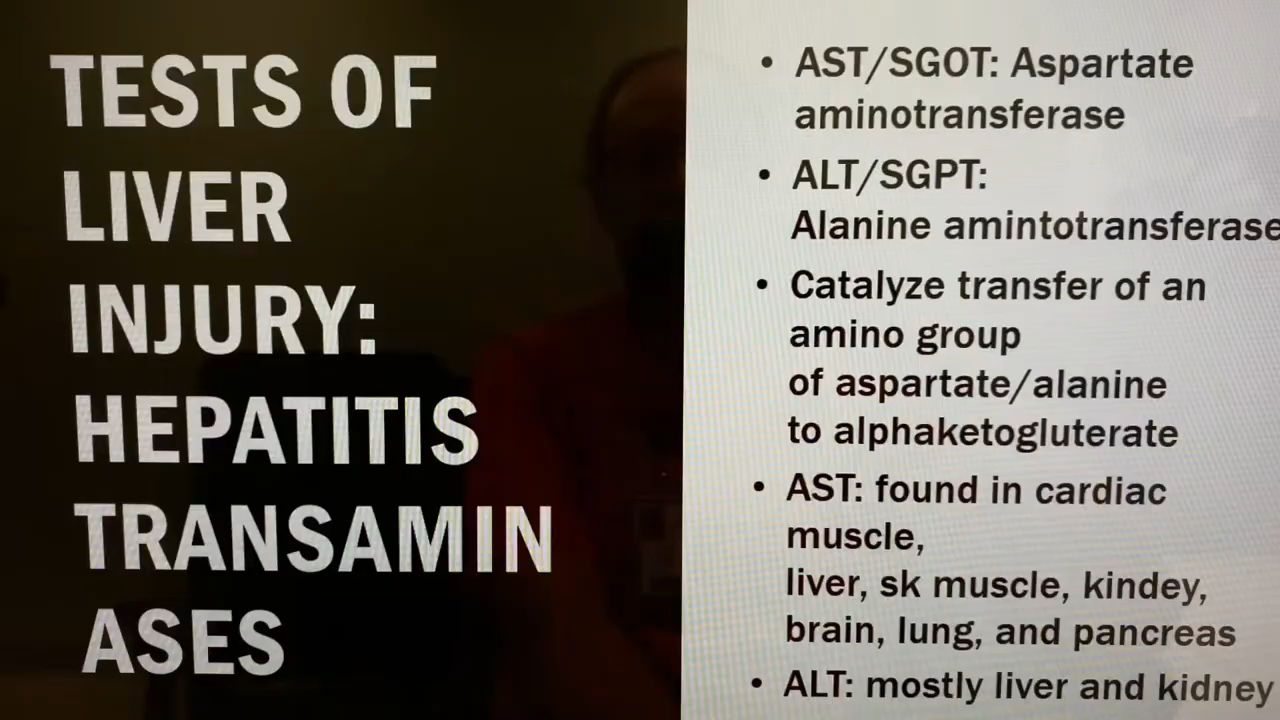 TESTS OF
LIVER
INJURY:
HEPATITIS
TRANSAMIN
ASES
• AST/SGOT: Aspartate
aminotransferase
• ALT/SGPT:
Alanine amintotransferase
• Catalyze transfer of an
amino group
of aspartate/alanine
to alphaketogluterate
• AST: found in cardiac
muscle,
liver, sk muscle, kindey,
brain, lung, and pancreas
• ALT: mostly liver and kidney